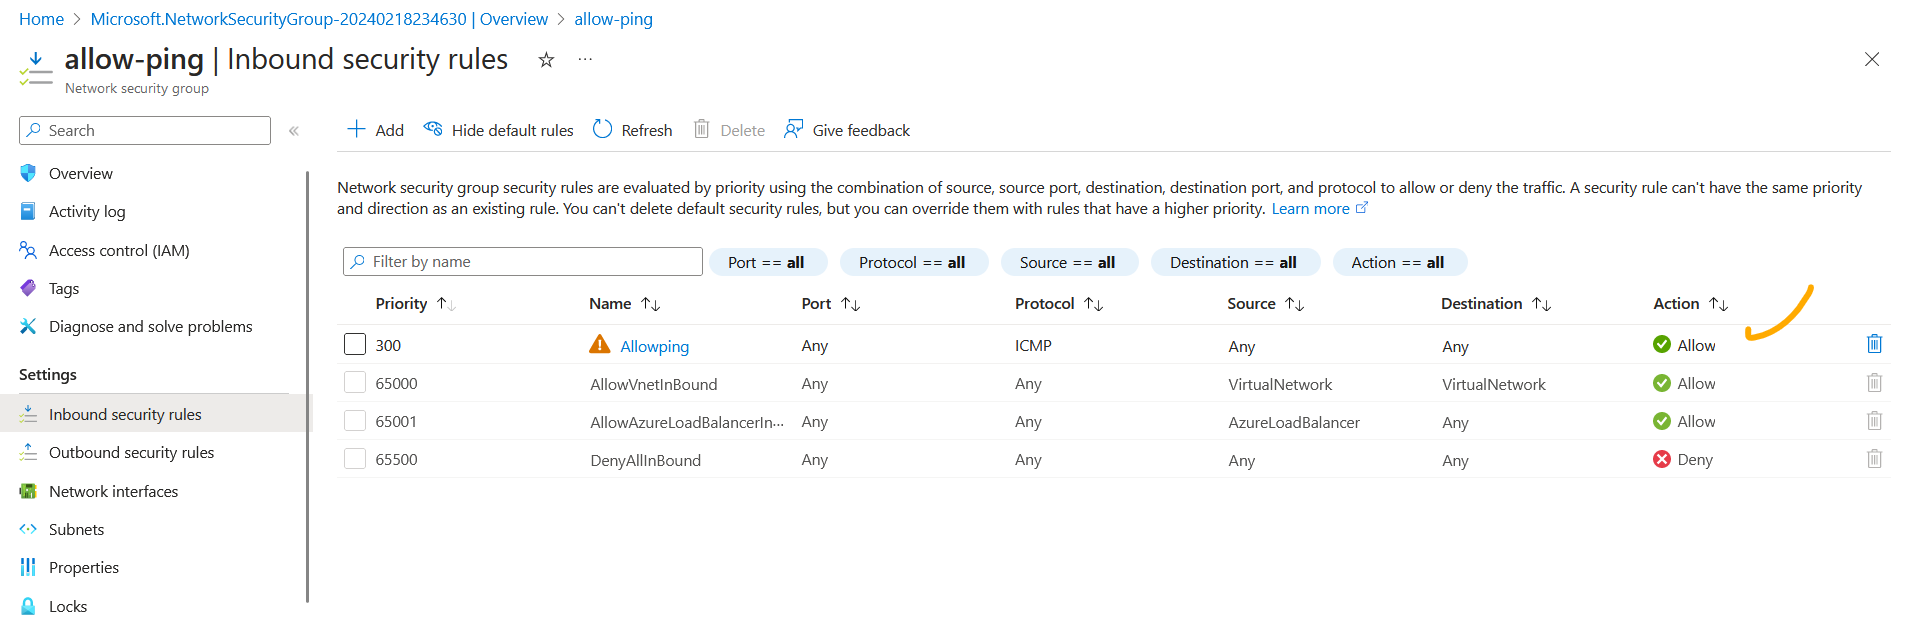 Home > Microsoft.NetworkSecurityGroup-20240218234630 | Overview > allow-ping
allow-ping | Inbound security rules ☆ ···
Network security group
Search «
Overview
Activity log
Access control (IAM)
Tags
Diagnose and solve problems
Settings
Inbound security rules
Outbound security rules
Network interfaces
Subnets
Properties
Locks
Add Hide default rules Refresh Delete Give feedback
Network security group security rules are evaluated by priority using the combination of source, source port, destination, destination port, and protocol to allow or deny the traffic. A security rule can't have the same priority
and direction as an existing rule. You can't delete default security rules, but you can override them with rules that have a higher priority. Learn more
Filter by name Port == all Protocol == all Source == all Destination == all Action == all
Priority ↑↓ Name ↑↓ Port ↑↓ Protocol ↑↓ Source ↑↓ Destination ↑↓ Action ↑↓
300 Allowping Any ICMP Any Any Allow
65000 AllowVnetInBound Any Any VirtualNetwork VirtualNetwork Allow
65001 AllowAzureLoadBalancerIn... Any Any AzureLoadBalancer Any Allow
65500 DenyAllInBound Any Any Any Any Deny